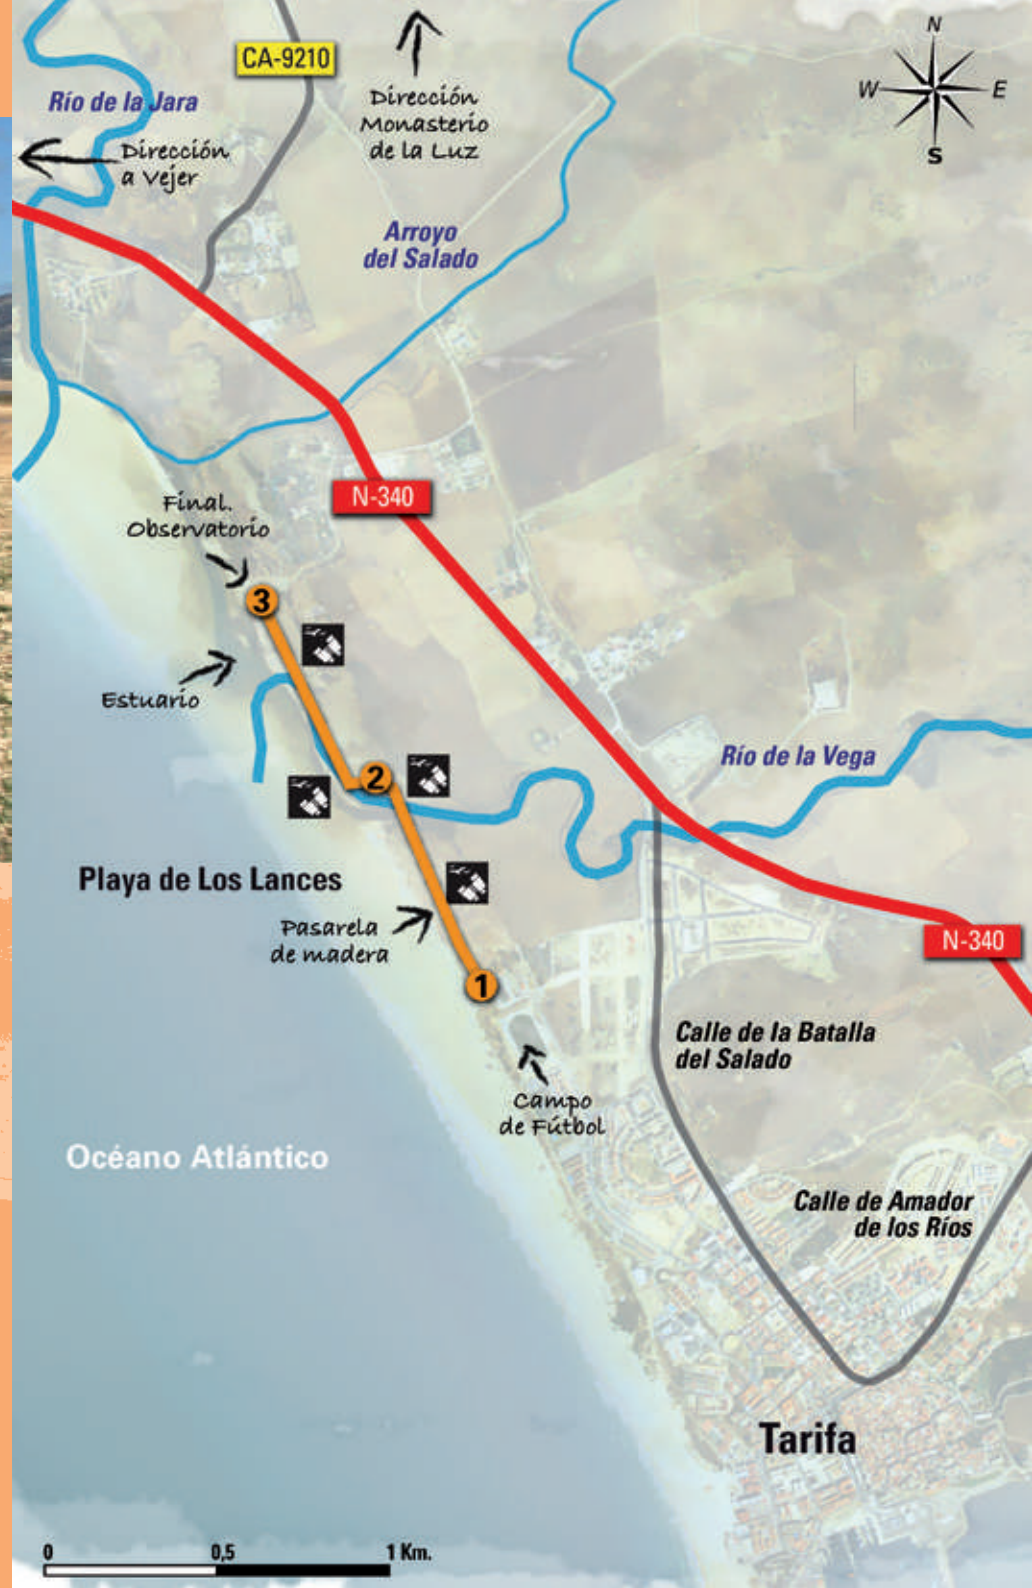 CA-9210
N
W
E
S
Río de la Jara
Dirección
Monasterio
de la Luz
Dirección
a Vejer
Arroyo
del Salado
N-340
Final.
Observatorio
3
Estuario
2
Río de la Vega
Playa de Los Lances
Pasarela
de madera
N-340
1
Calle de la Batalla
del Salado
Campo
de Fútbol
Océano Atlántico
Calle de Amador
de los Ríos
Tarifa
0
0,5
1 Km.